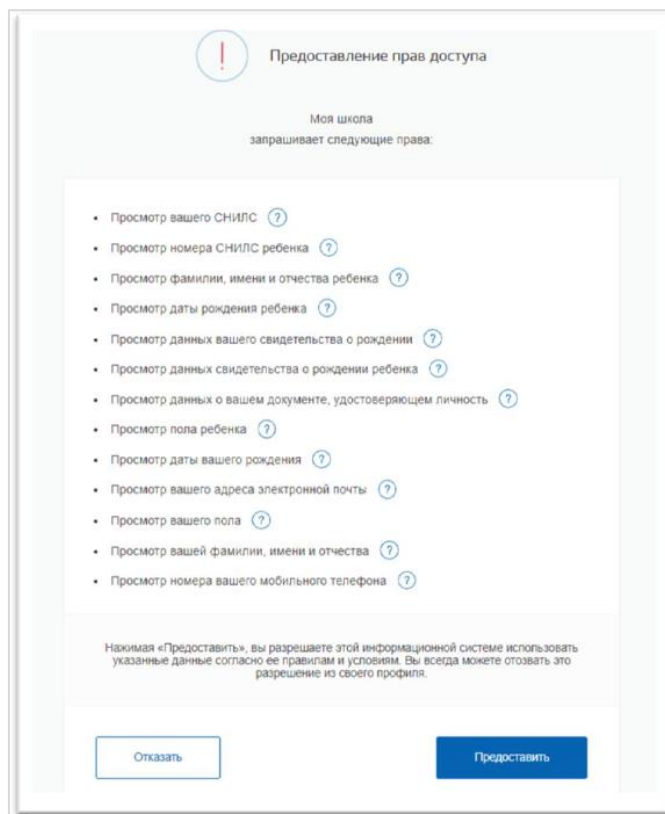 Предоставление прав доступа
Моя школа
запрашивает следующие права:
• Просмотр вашего СНИЛС ?
• Просмотр номера СНИЛС ребенка ?
• Просмотр фамилии, имени и отчества ребенка ?
• Просмотр даты рождения ребенка ?
• Просмотр данных вашего свидетельства о рождении ?
• Просмотр данных свидетельства о рождении ребенка ?
• Просмотр данных о вашем документе, удостоверяющем личность ?
• Просмотр пола ребенка ?
• Просмотр даты вашего рождения ?
• Просмотр вашего адреса электронной почты ?
• Просмотр вашего пола ?
• Просмотр вашей фамилии, имени и отчества ?
• Просмотр номера вашего мобильного телефона ?
Нажимая «Предоставить», вы разрешаете этой информационной системе использовать
указанные данные согласно ее правилам и условиям. Вы всегда можете отозвать это
разрешение из своего профиля.
Отказать
Предоставить